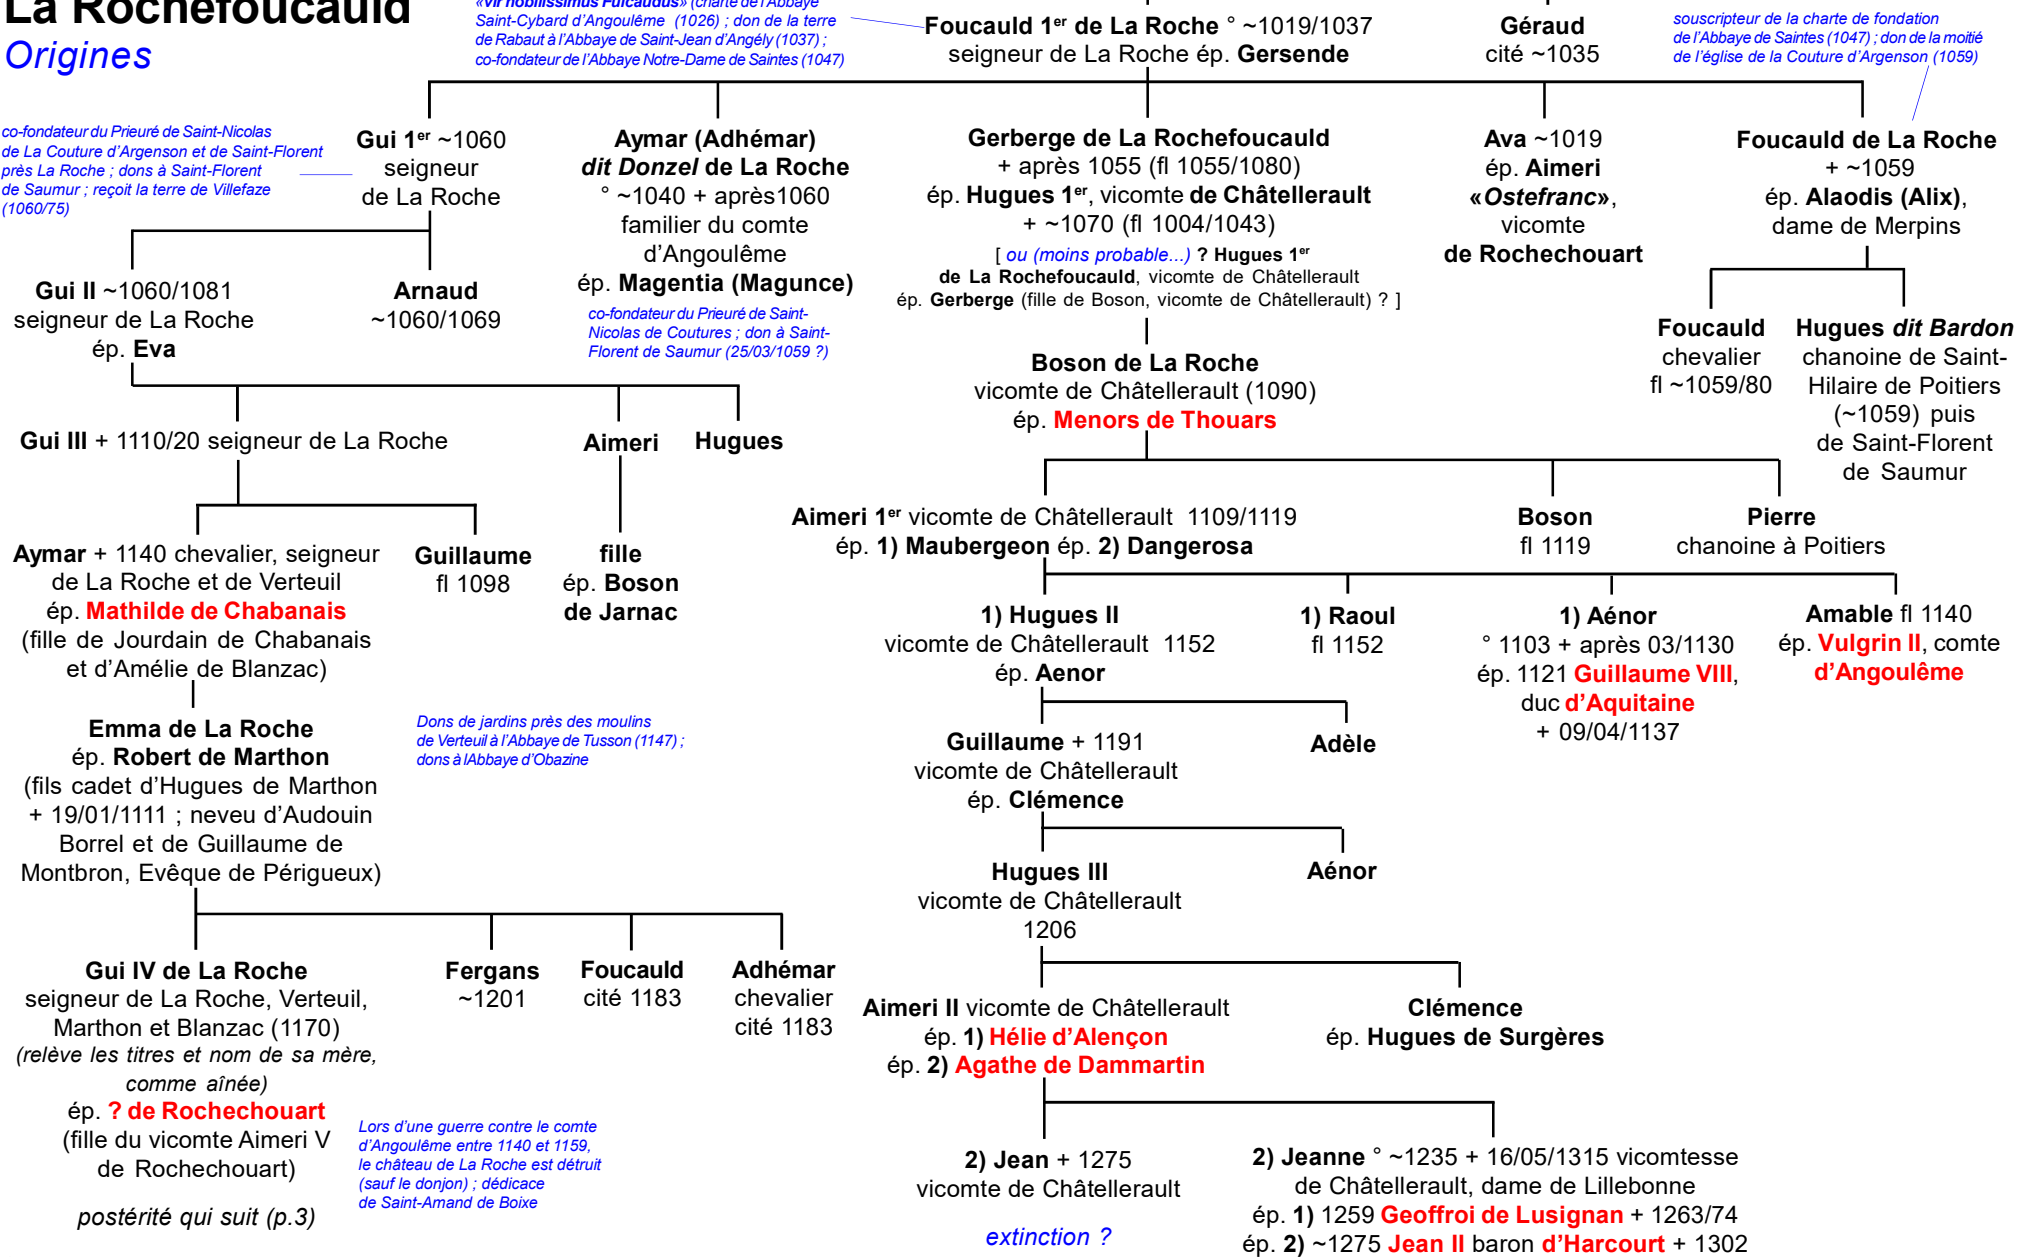 La Rochefoucauld
Origines
«vir nobilissimus Fulcaudus» (charte de l'Abbaye
Saint-Cybard d'Angoulême (1026) ; don de la terre
de Rabaut à l'Abbaye de Saint-Jean d'Angély (1037) ;
co-fondateur de l'Abbaye Notre-Dame de Saintes (1047)
Foucauld 1er de La Roche ° ~1019/1037
seigneur de La Roche ép. Gersende
Géraud
cité ~1035
souscripteur de la charte de fondation
de l'Abbaye de Saintes (1047) ; don de la moitié
de l'église de la Couture d'Argenson (1059)
co-fondateur du Prieuré de Saint-Nicolas
de La Couture d'Argenson et de Saint-Florent
près La Roche ; dons à Saint-Florent
de Saumur ; reçoit la terre de Villefaze
(1060/75)
Gui 1er ~1060
seigneur
de La Roche
Aymar (Adhémar)
dit Donzel de La Roche
° ~1040 + après1060
familier du comte
d'Angoulême
ép. Magentia (Magunce)
co-fondateur du Prieuré de Saint-
Nicolas de Coutures ; don à Saint-
Florent de Saumur (25/03/1059 ?)
Gerberge de La Rochefoucauld
+ après 1055 (fl 1055/1080)
ép. Hugues 1er, vicomte de Châtellerault
+ ~1070 (fl 1004/1043)
[ ou (moins probable...) ? Hugues 1er
de La Rochefoucauld, vicomte de Châtellerault
ép. Gerberge (fille de Boson, vicomte de Châtellerault) ? ]
Ava ~1019
ép. Aimeri
«Ostefranc»,
vicomte
de Rochechouart
Foucauld de La Roche
+ ~1059
ép. Alaodis (Alix),
dame de Merpins
Gui II ~1060/1081
seigneur de La Roche
ép. Eva
Arnaud
~1060/1069
Foucauld
chevalier
fl ~1059/80
Hugues dit Bardon
chanoine de Saint-
Hilaire de Poitiers
(~1059) puis
de Saint-Florent
de Saumur
Boson de La Roche
vicomte de Châtellerault (1090)
ép. Menors de Thouars
Gui III + 1110/20 seigneur de La Roche
Aimeri
Hugues
Aimeri 1er vicomte de Châtellerault 1109/1119
ép. 1) Maubergeon ép. 2) Dangerosa
Boson
fl 1119
Pierre
chanoine à Poitiers
Aymar + 1140 chevalier, seigneur
de La Roche et de Verteuil
ép. Mathilde de Chabanais
(fille de Jourdain de Chabanais
et d'Amélie de Blanzac)
Guillaume
fl 1098
fille
ép. Boson
de Jarnac
1) Hugues II
vicomte de Châtellerault 1152
ép. Aenor
1) Raoul
fl 1152
1) Aénor
° 1103 + après 03/1130
ép. 1121 Guillaume VIII,
duc d'Aquitaine
+ 09/04/1137
Amable fl 1140
ép. Vulgrin II, comte
d'Angoulême
Emma de La Roche
ép. Robert de Marthon
(fils cadet d'Hugues de Marthon
+ 19/01/1111 ; neveu d'Audouin
Borrel et de Guillaume de
Montbron, Evêque de Périgueux)
Dons de jardins près des moulins
de Verteuil à l'Abbaye de Tusson (1147) ;
dons à lAbbaye d'Obazine
Guillaume + 1191
vicomte de Châtellerault
ép. Clémence
Adèle
Hugues III
vicomte de Châtellerault
1206
Aénor
Gui IV de La Roche
seigneur de La Roche, Verteuil,
Marthon et Blanzac (1170)
(relève les titres et nom de sa mère,
comme aînée)
ép. ? de Rochechouart
(fille du vicomte Aimeri V
de Rochechouart)
postérité qui suit (p.3)
Fergans
~1201
Foucauld
cité 1183
Adhémar
chevalier
cité 1183
Lors d'une guerre contre le comte
d'Angoulême entre 1140 et 1159,
le château de La Roche est détruit
(sauf le donjon) ; dédicace
de Saint-Amand de Boixe
Aimeri II vicomte de Châtellerault
ép. 1) Hélie d'Alençon
ép. 2) Agathe de Dammartin
Clémence
ép. Hugues de Surgères
2) Jean + 1275
vicomte de Châtellerault
extinction ?
2) Jeanne ° ~1235 + 16/05/1315 vicomtesse
de Châtellerault, dame de Lillebonne
ép. 1) 1259 Geoffroi de Lusignan + 1263/74
ép. 2) ~1275 Jean II baron d'Harcourt + 1302